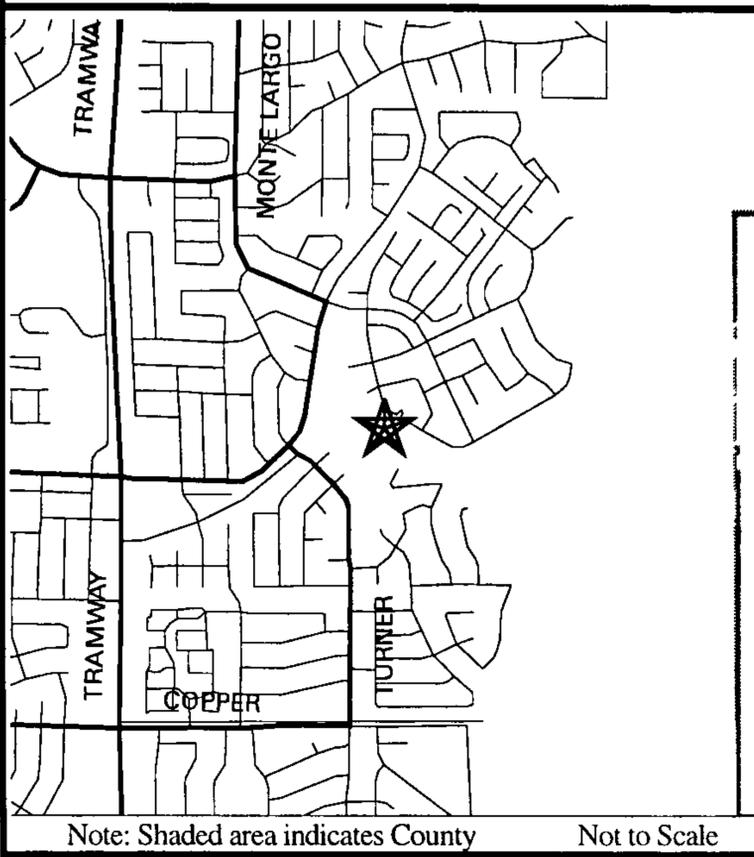 TRAMWA
MONTE LARGO
TRAMWAY
TURNER
COPPER
Note: Shaded area indicates County
Not to Scale